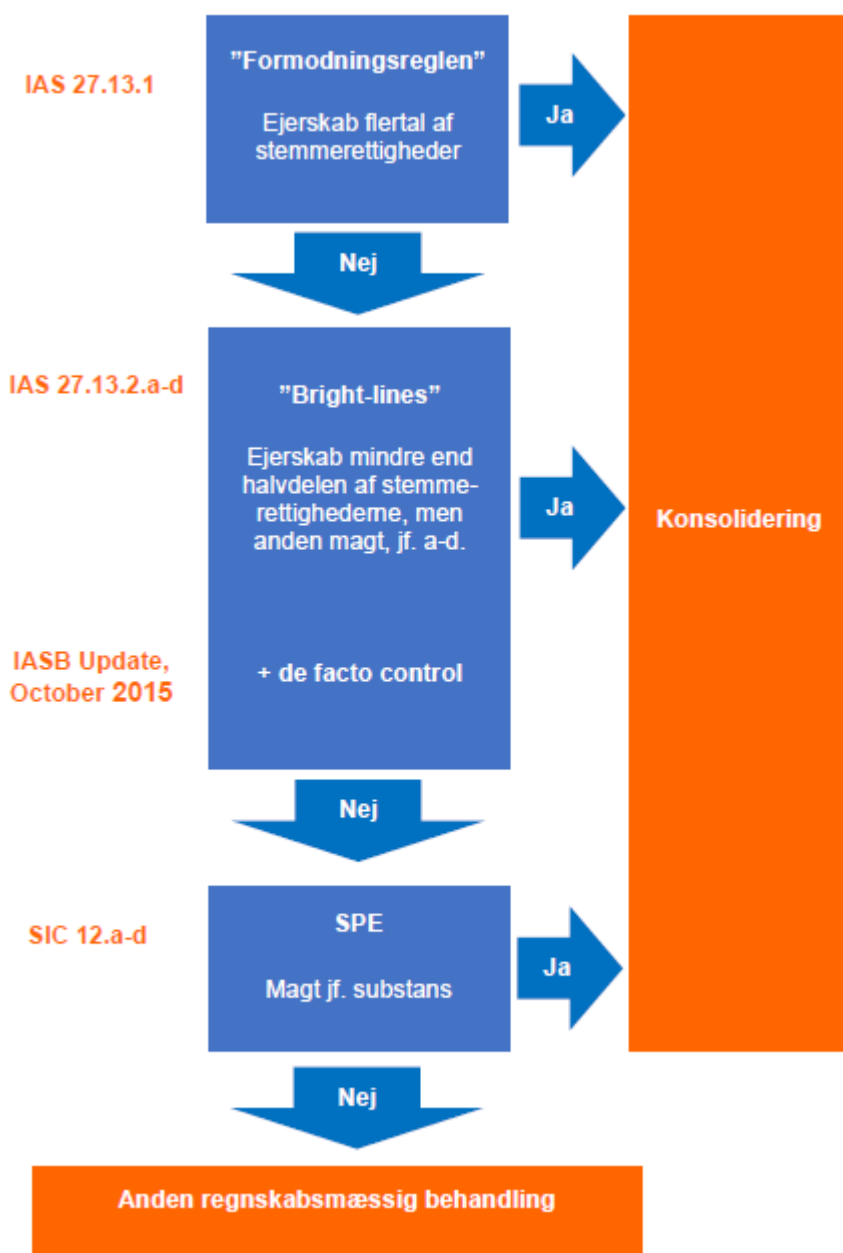 IAS 27.13.1
”Formodningsreglen”
Ejerskab flertal af
stemmerettigheder
Ja
Nej
IAS 27.13.2.a-d
”Bright-lines”
Ejerskab mindre end
halvdelen af stemme-
rettighederne, men
anden magt, jf. a-d.
Ja
Konsolidering
IASB Update,
October 2015
+ de facto control
Nej
SIC 12.a-d
SPE
Magt jf. substans
Ja
Nej
Anden regnskabsmæssig behandling